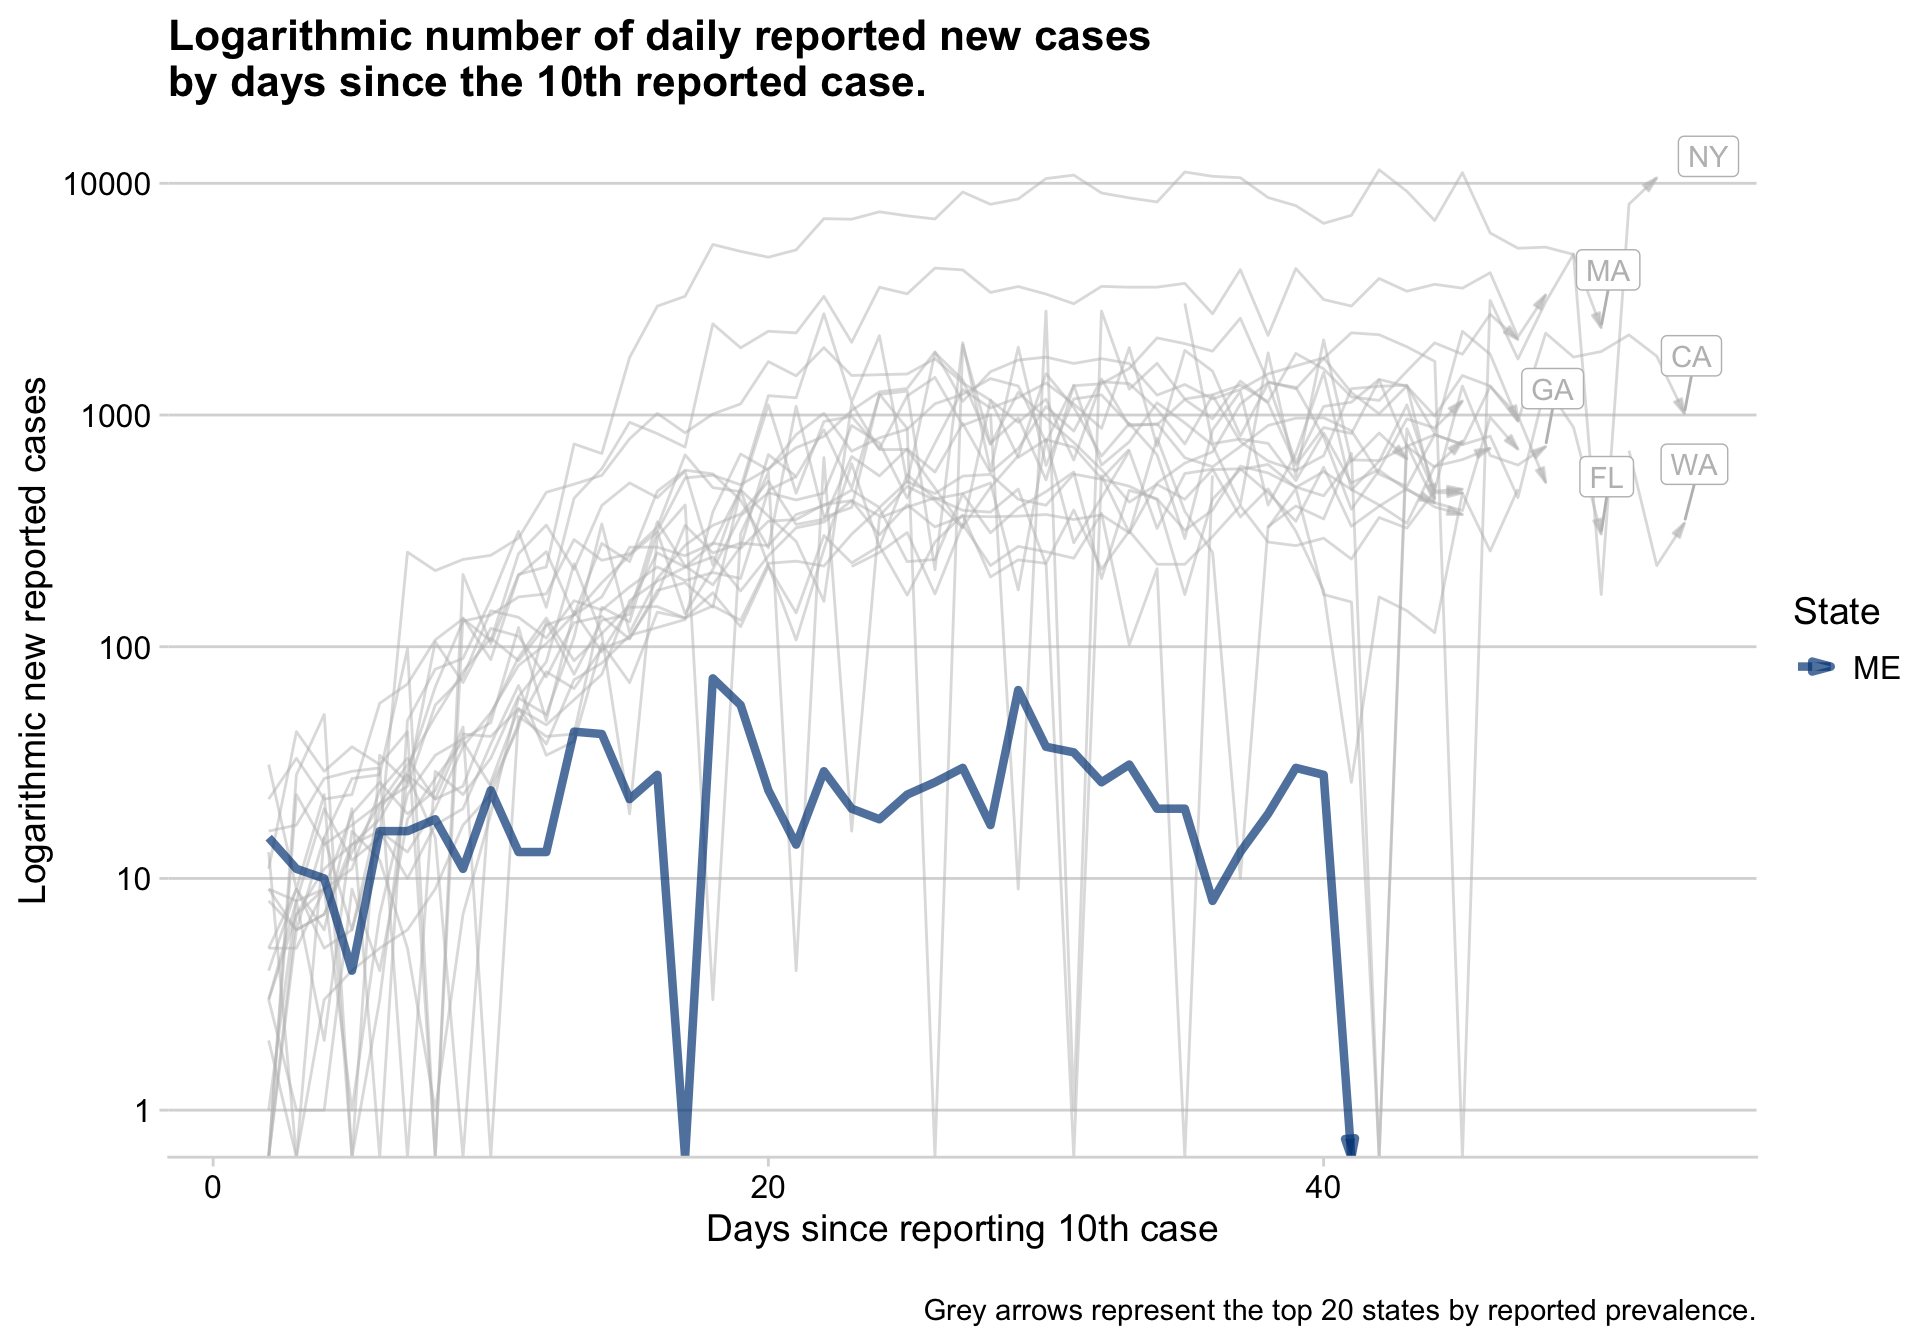 Logarithmic number of daily reported new cases
by days since the 10th reported case.
NY
10000
MA
CA
GA
1000
WA
FL
State
ME
100
10
1
Logarithmic new reported cases
0
20
40
Days since reporting 10th case
Grey arrows represent the top 20 states by reported prevalence.